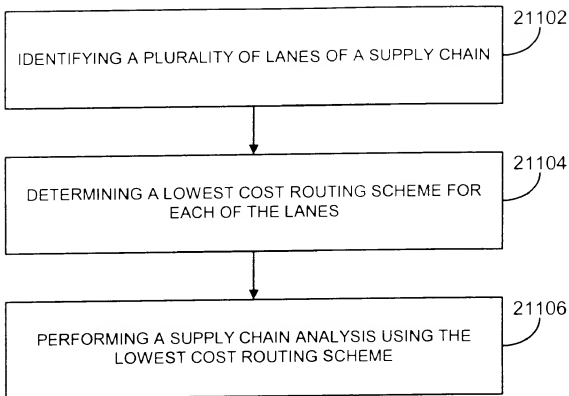 21102
IDENTIFYING A PLURALITY OF LANES OF A SUPPLY CHAIN
21104
DETERMINING A LOWEST COST ROUTING SCHEME FOR
EACH OF THE LANES
21106
PERFORMING A SUPPLY CHAIN ANALYSIS USING THE
LOWEST COST ROUTING SCHEME